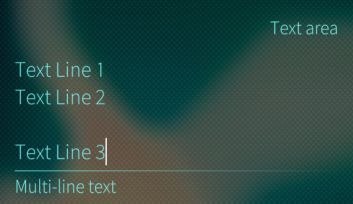 Text area
Text Line 1
Text Line 2
Text Line 3
Multi-line text